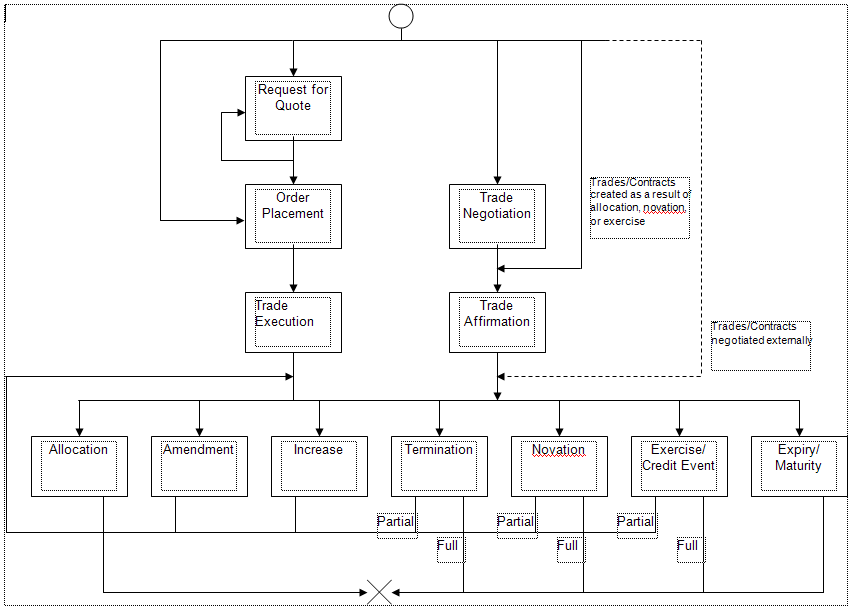 Request for
Quote
Order
Placement
Trade
Negotiation
Trades/Contracts
created as a result of
allocation, novation,
or exercise
Trade
Execution
Trade
Affirmation
Trades/Contracts
negotiated externally
Allocation
Amendment
Increase
Termination
Novation
Exercise/
Credit Event
Expiry/
Maturity
Partial
Partial
Partial
Full
Full
Full